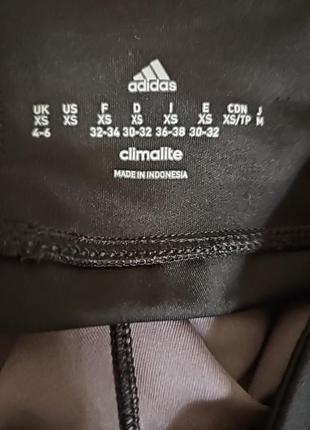 adidas
UK US F D I E CDN J
XS XS XS XS XS XS XS/TP M
4-6 32-34 30-32 36-38 30-32
climalite
MADE IN INDONESIA